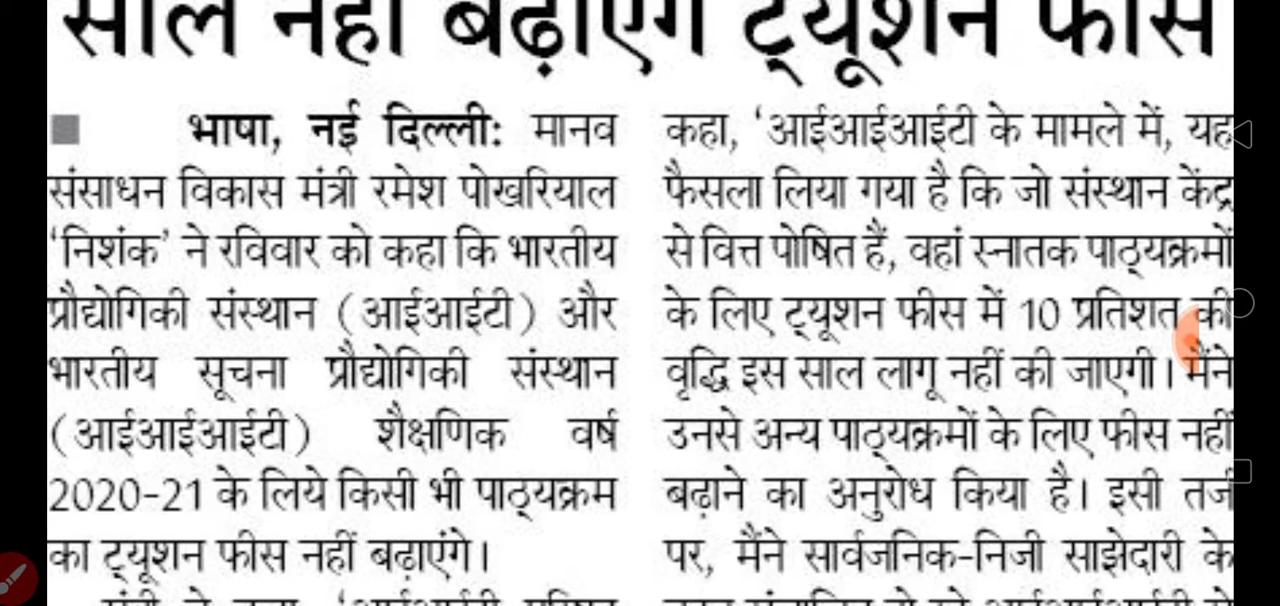 साल नहीं बढ़ाएंगे ट्यूशन फीस
भाषा, नई दिल्ली: मानव
संसाधन विकास मंत्री रमेश पोखरियाल
‘निशंक’ ने रविवार को कहा कि भारतीय
प्रौद्योगिकी संस्थान (आईआईटी) और
भारतीय सूचना प्रौद्योगिकी संस्थान
(आईआईआईटी) शैक्षणिक वर्ष
2020-21 के लिये किसी भी पाठ्यक्रम
का ट्यूशन फीस नहीं बढ़ाएंगे।
कहा, ‘आईआईआईटी के मामले में, यह
फैसला लिया गया है कि जो संस्थान केंद्र
से वित्त पोषित हैं, वहां स्नातक पाठ्यक्रमों
के लिए ट्यूशन फीस में 10 प्रतिशत की
वृद्धि इस साल लागू नहीं की जाएगी। मैंने
उनसे अन्य पाठ्यक्रमों के लिए फीस नहीं
बढ़ाने का अनुरोध किया है। इसी तर्ज
पर, मैंने सार्वजनिक-निजी साझेदारी के